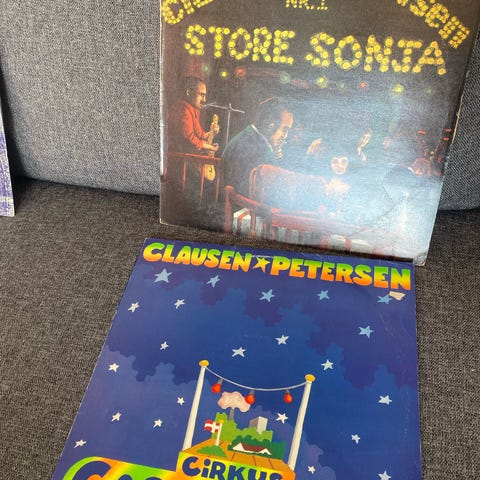 NR.1
STORE SONJA
CLAUSEN ★ PETERSEN
CIRKUS